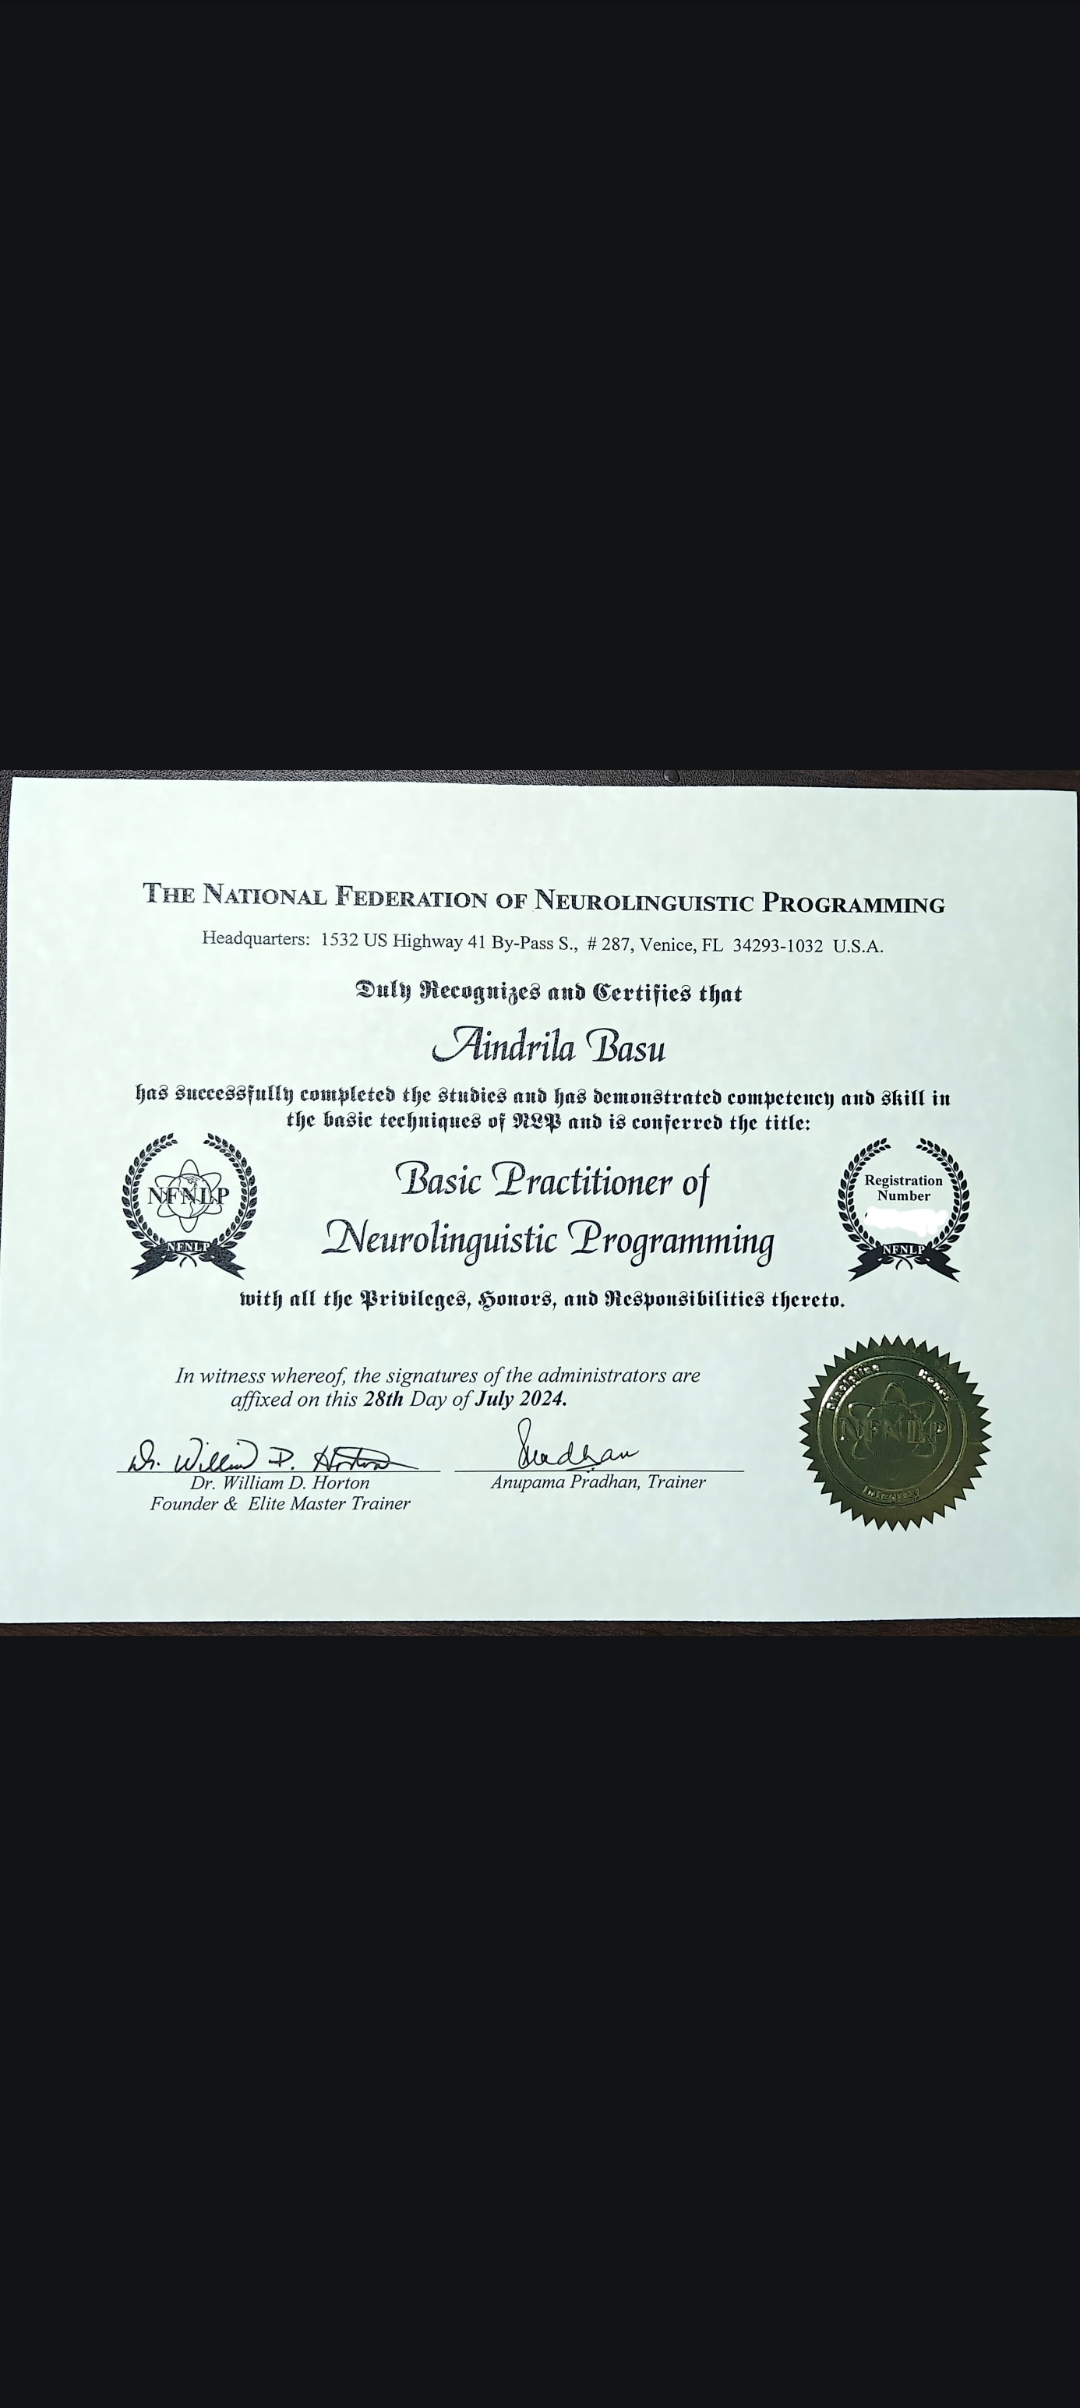 THE NATIONAL FEDERATION OF NEUROLINGUISTIC PROGRAMMING
Headquarters: 1532 US Highway 41 By-Pass S., # 287, Venice, FL 34293-1032 U.S.A.
Duly Recognizes and Certifies that
Aindrila Basu
has successfully completed the studies and has demonstrated competency and skill in
the basic techniques of NLP and is conferred the title:
NFNLP
NFNLP
Basic Practitioner of
Neurolinguistic Programming
Registration
Number
NFNLP
with all the Privileges, Honors, and Responsibilities thereto.
In witness whereof, the signatures of the administrators are
affixed on this 28th Day of July 2024.
Dr. William D. Horton
Pradhan
Dr. William D. Horton
Founder & Elite Master Trainer
Anupama Pradhan, Trainer
Discipline Honor
NFNLP
Integrity